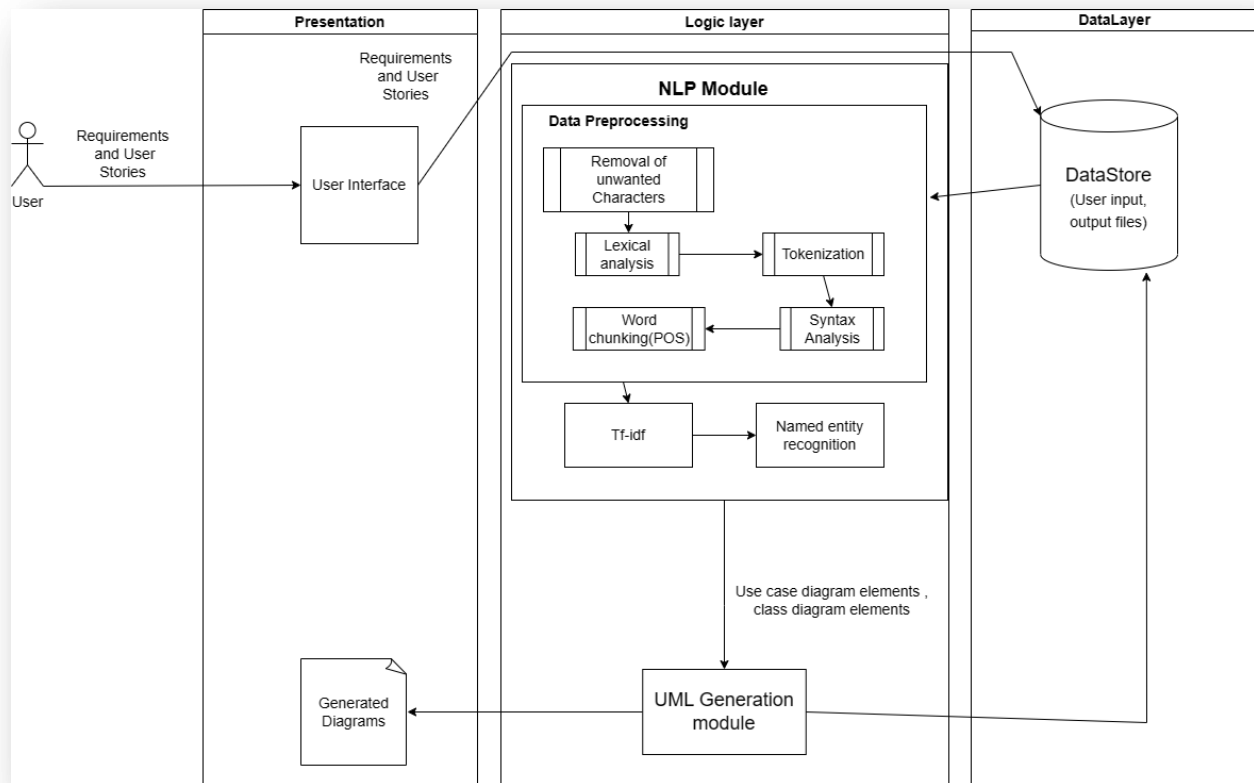 Presentation
Logic layer
DataLayer
Requirements
and User
Stories
NLP Module
Data Preprocessing
Requirements
and User
Stories
User
User Interface
Removal of
unwanted
Characters
Lexical
analysis
Tokenization
Word
chunking(POS)
Syntax
Analysis
DataStore
(User input,
output files)
Tf-idf
Named entity
recognition
Use case diagram elements ,
class diagram elements
Generated
Diagrams
UML Generation
module